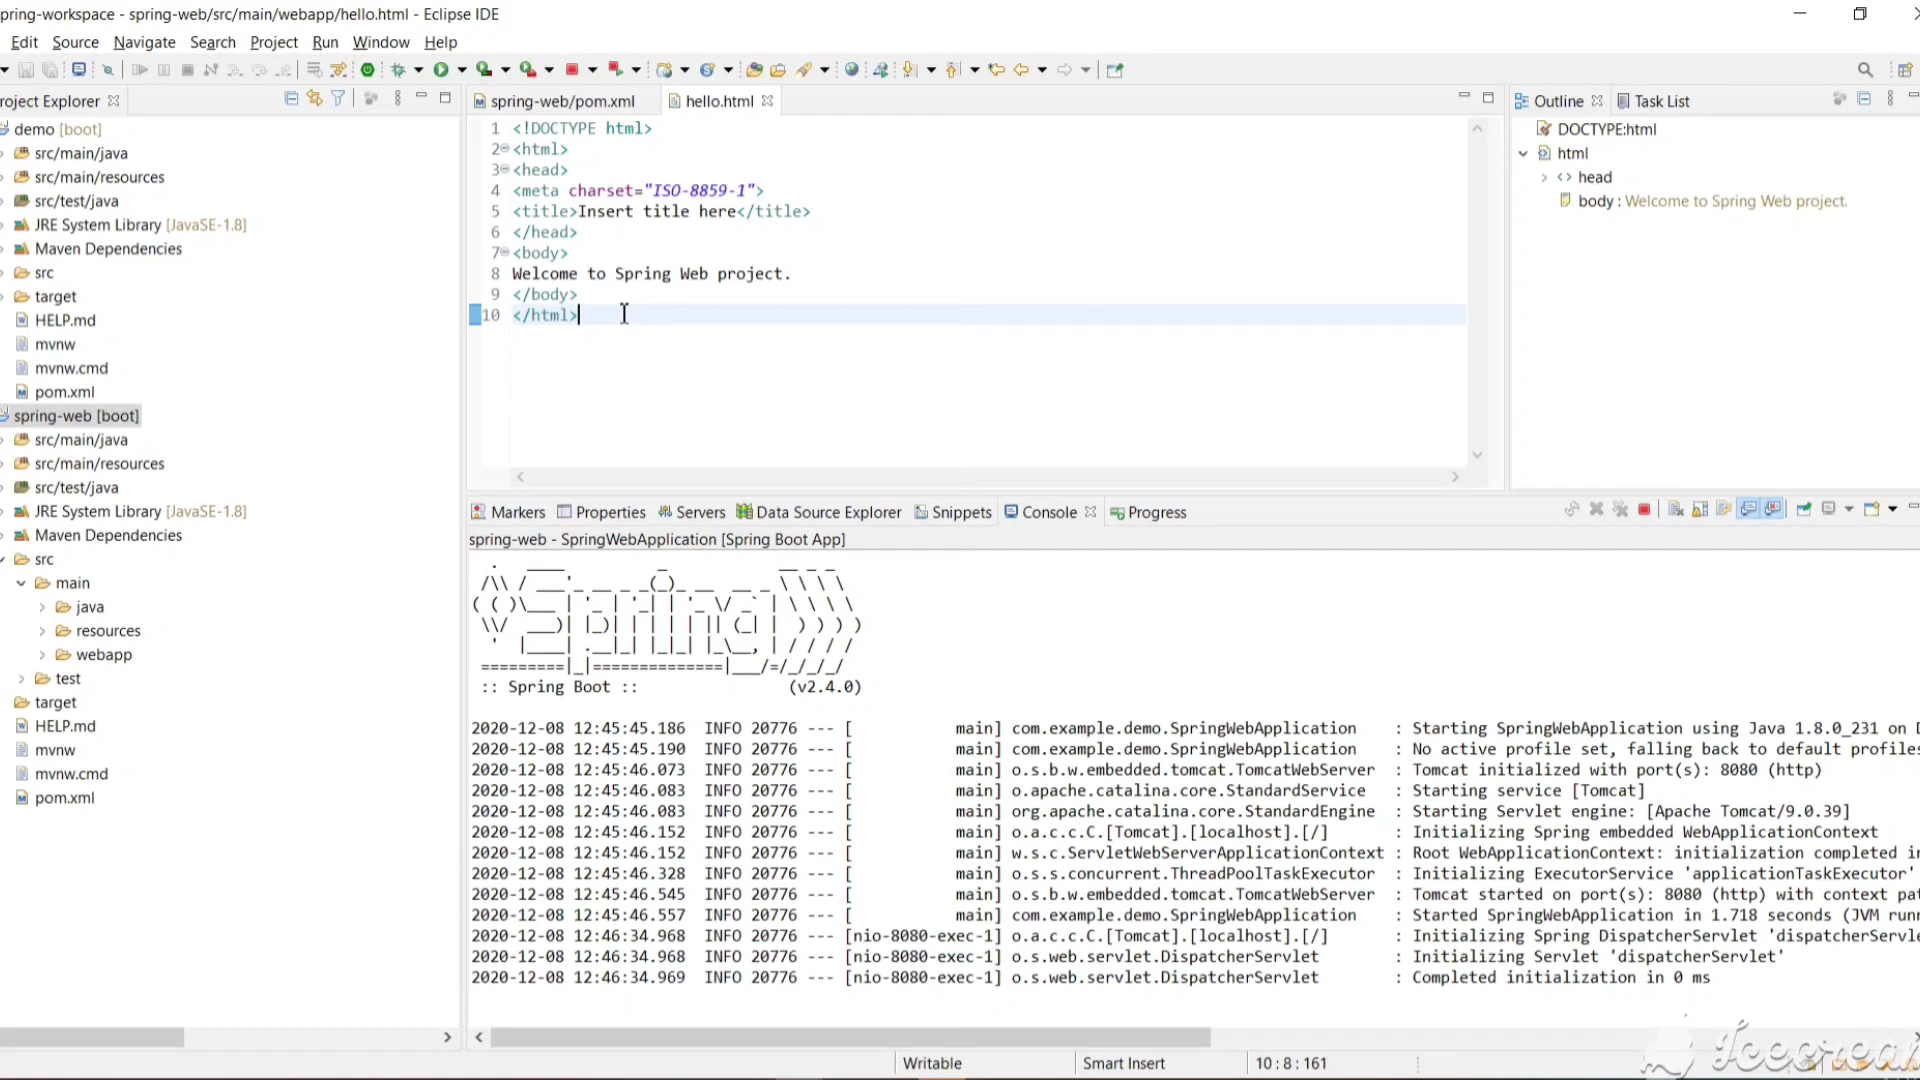 pring-workspace - spring-web/src/main/webapp/hello.html - Eclipse IDE
Edit Source Navigate Search Project Run Window Help
roject Explorer
demo [boot]
src/main/java
src/main/resources
src/test/java
JRE System Library [JavaSE-1.8]
Maven Dependencies
src
target
HELP.md
mvnw
mvnw.cmd
pom.xml
spring-web [boot]
src/main/java
src/main/resources
src/test/java
JRE System Library [JavaSE-1.8]
Maven Dependencies
src
main
java
resources
webapp
test
target
HELP.md
mvnw
mvnw.cmd
pom.xml
spring-web/pom.xml hello.html
1 <!DOCTYPE html>
2 <html>
3 <head>
4 <meta charset="ISO-8859-1">
5 <title>Insert title here</title>
6 </head>
7 <body>
8 Welcome to Spring Web project.
9 </body>
10 </html>
Outline Task List
DOCTYPE:html
html
head
body : Welcome to Spring Web project.
Markers Properties Servers Data Source Explorer Snippets Console Progress
spring-web - SpringWebApplication [Spring Boot App]
Spring
:: Spring Boot :: (v2.4.0)
2020-12-08 12:45:45.186 INFO 20776 --- [ main] com.example.demo.SpringWebApplication : Starting SpringWebApplication using Java 1.8.0_231 on D
2020-12-08 12:45:45.190 INFO 20776 --- [ main] com.example.demo.SpringWebApplication : No active profile set, falling back to default profiles
2020-12-08 12:45:46.073 INFO 20776 --- [ main] o.s.b.w.embedded.tomcat.TomcatWebServer : Tomcat initialized with port(s): 8080 (http)
2020-12-08 12:45:46.083 INFO 20776 --- [ main] o.apache.catalina.core.StandardService : Starting service [Tomcat]
2020-12-08 12:45:46.083 INFO 20776 --- [ main] org.apache.catalina.core.StandardEngine : Starting Servlet engine: [Apache Tomcat/9.0.39]
2020-12-08 12:45:46.152 INFO 20776 --- [ main] o.a.c.c.C.[Tomcat].[localhost].[/] : Initializing Spring embedded WebApplicationContext
2020-12-08 12:45:46.152 INFO 20776 --- [ main] w.s.c.ServletWebServerApplicationContext : Root WebApplicationContext: initialization completed in
2020-12-08 12:45:46.328 INFO 20776 --- [ main] o.s.s.concurrent.ThreadPoolTaskExecutor : Initializing ExecutorService 'applicationTaskExecutor'
2020-12-08 12:45:46.545 INFO 20776 --- [ main] o.s.b.w.embedded.tomcat.TomcatWebServer : Tomcat started on port(s): 8080 (http) with context pat
2020-12-08 12:45:46.557 INFO 20776 --- [ main] com.example.demo.SpringWebApplication : Started SpringWebApplication in 1.718 seconds (JVM runn
2020-12-08 12:46:34.968 INFO 20776 --- [nio-8080-exec-1] o.a.c.c.C.[Tomcat].[localhost].[/] : Initializing Spring DispatcherServlet 'dispatcherServle
2020-12-08 12:46:34.968 INFO 20776 --- [nio-8080-exec-1] o.s.web.servlet.DispatcherServlet : Initializing Servlet 'dispatcherServlet'
2020-12-08 12:46:34.969 INFO 20776 --- [nio-8080-exec-1] o.s.web.servlet.DispatcherServlet : Completed initialization in 0 ms
Writable Smart Insert 10 : 8 : 161
Icecrea